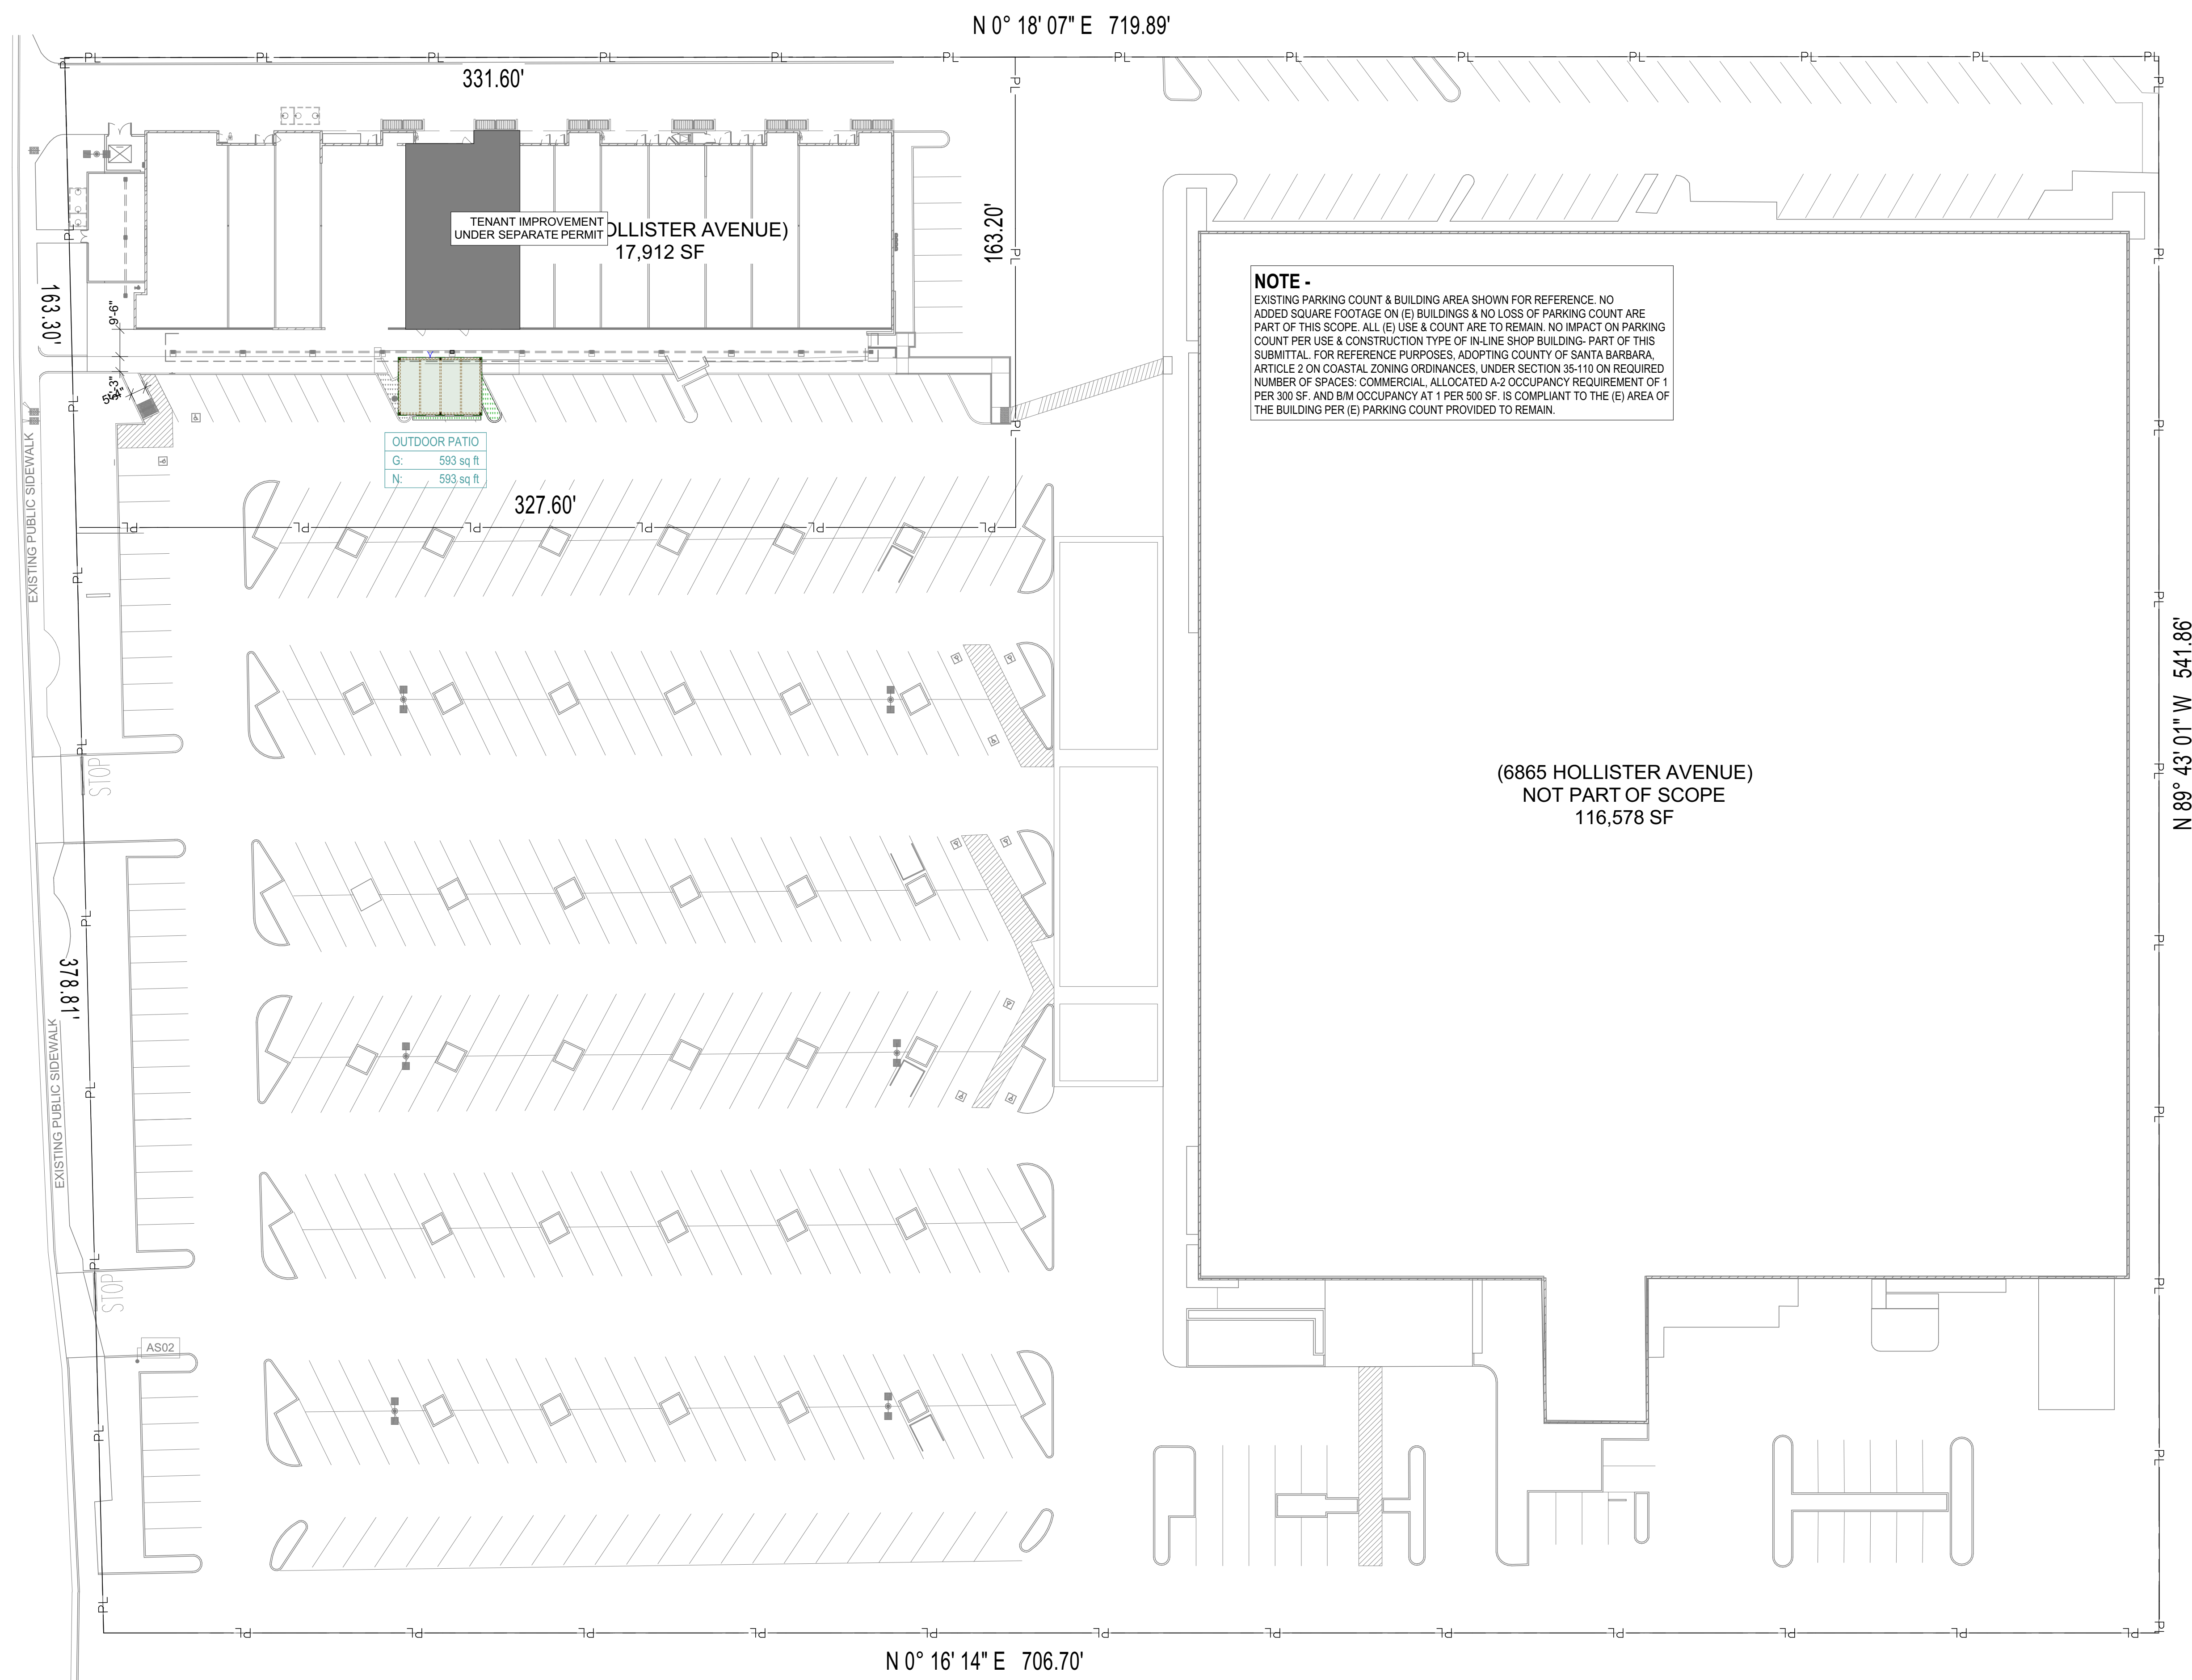 N 0° 18' 07" E 719.89'
331.60'
163.20'
163.30'
TENANT IMPROVEMENT
UNDER SEPARATE PERMIT
OLLISTER AVENUE)
17,912 SF
9'-6"
NOTE -
EXISTING PARKING COUNT & BUILDING AREA SHOWN FOR REFERENCE. NO
ADDED SQUARE FOOTAGE ON (E) BUILDINGS & NO LOSS OF PARKING COUNT ARE
PART OF THIS SCOPE. ALL (E) USE & COUNT ARE TO REMAIN. NO IMPACT ON PARKING
COUNT PER USE & CONSTRUCTION TYPE OF IN-LINE SHOP BUILDING- PART OF THIS
SUBMITTAL. FOR REFERENCE PURPOSES, ADOPTING COUNTY OF SANTA BARBARA,
ARTICLE 2 ON COASTAL ZONING ORDINANCES, UNDER SECTION 35-110 ON REQUIRED
NUMBER OF SPACES: COMMERCIAL, ALLOCATED A-2 OCCUPANCY REQUIREMENT OF 1
PER 300 SF. AND B/M OCCUPANCY AT 1 PER 500 SF. IS COMPLIANT TO THE (E) AREA OF
THE BUILDING PER (E) PARKING COUNT PROVIDED TO REMAIN.
OUTDOOR PATIO
G: 593 sq ft
N: 593 sq ft
327.60'
EXISTING PUBLIC SIDEWALK
STOP
(6865 HOLLISTER AVENUE)
NOT PART OF SCOPE
116,578 SF
N 89° 43' 01" W 541.86'
378.81'
EXISTING PUBLIC SIDEWALK
STOP
AS02
PL
N 0° 16' 14" E 706.70'